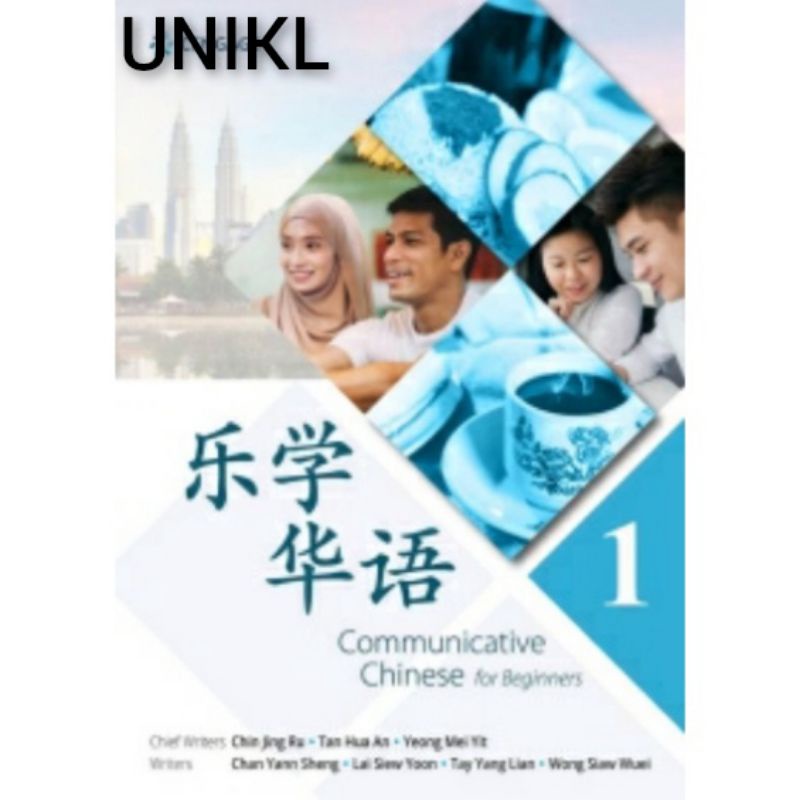 UNIKL
乐学
华语
1
Communicative
Chinese for Beginners
Chief Writers Chin Jing Ru • Tan Hua An • Yeong Mei Yit
Writers Chan Yann Sheng • Lai Siew Yoon • Tay Yang Lian • Wong Siaw Wuei